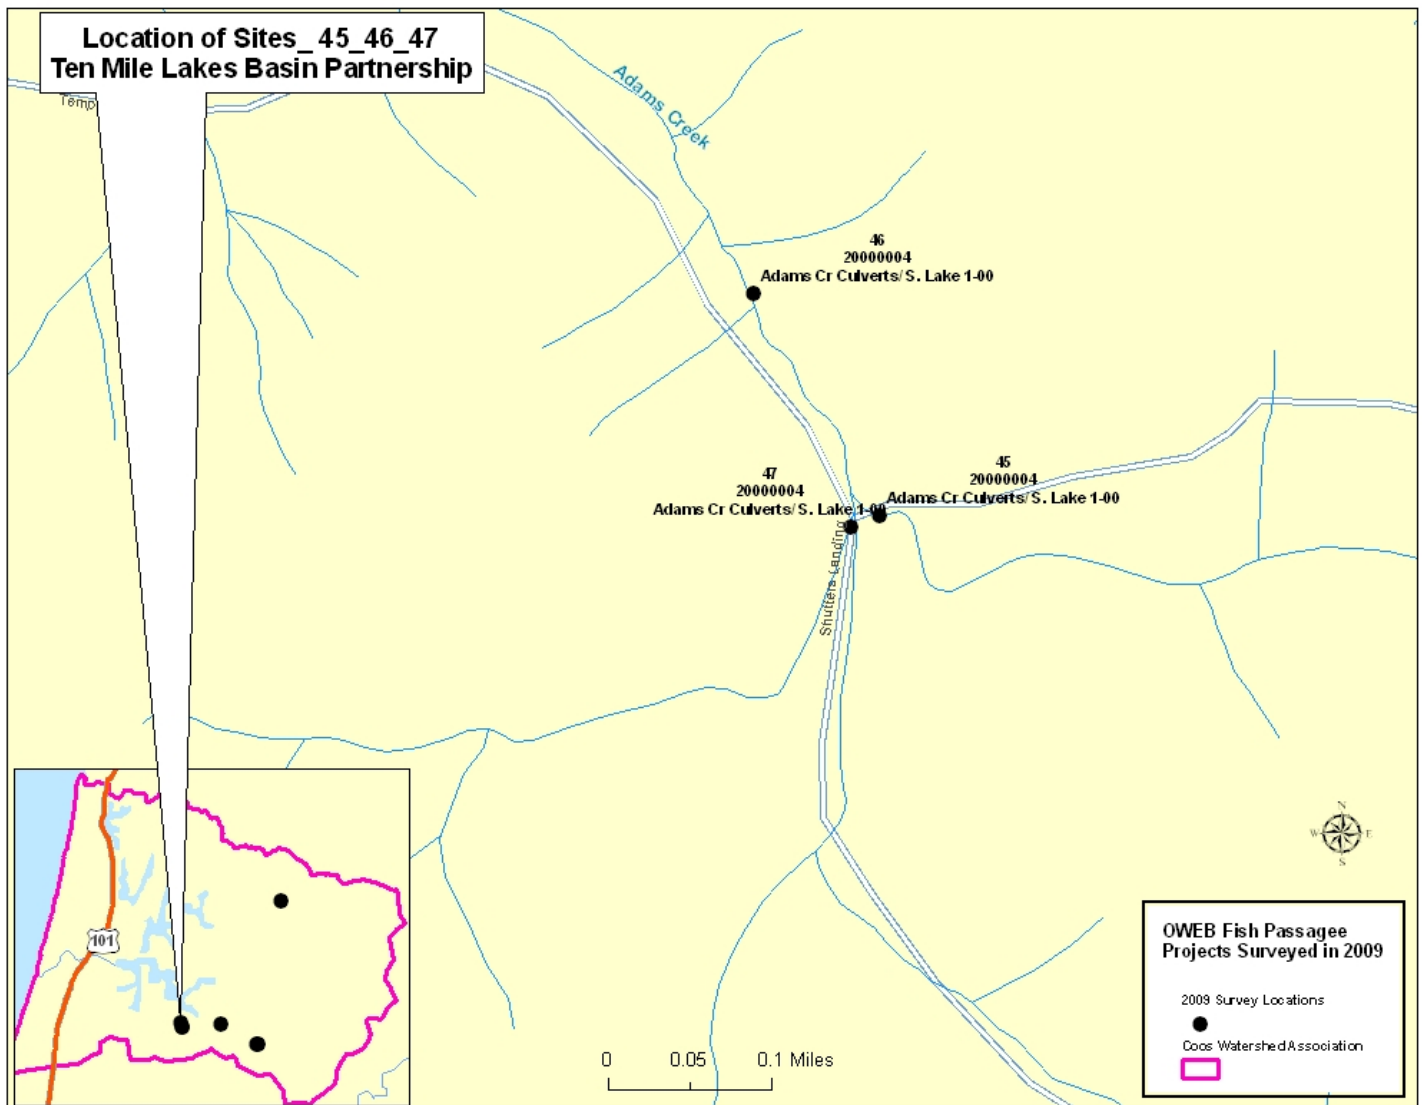 Location of Sites_ 45_46_47
Ten Mile Lakes Basin Partnership
Temp
Adams Creek
46
20000004
Adams Cr Culverts/S. Lake 1-00
47
20000004
Adams Cr Culverts/S. Lake 1-00
45
20000004
Adams Cr Culverts/S. Lake 1-00
Shutters Landing
101
N
W E
S
0 0.05 0.1 Miles
OWEB Fish Passagee
Projects Surveyed in 2009
2009 Survey Locations
Coos Watershed Association